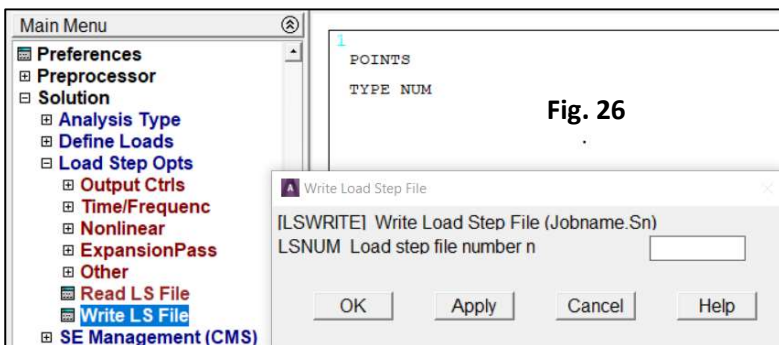 Main Menu
Preferences
Preprocessor
Solution
Analysis Type
Define Loads
Load Step Opts
Output Ctrls
Time/Frequenc
Nonlinear
ExpansionPass
Other
Read LS File
Write LS File
SE Management (CMS)
1
POINTS
TYPE NUM
Fig. 26
A Write Load Step File
[LSWRITE] Write Load Step File (Jobname.Sn)
LSNUM Load step file number n
OK Apply Cancel Help